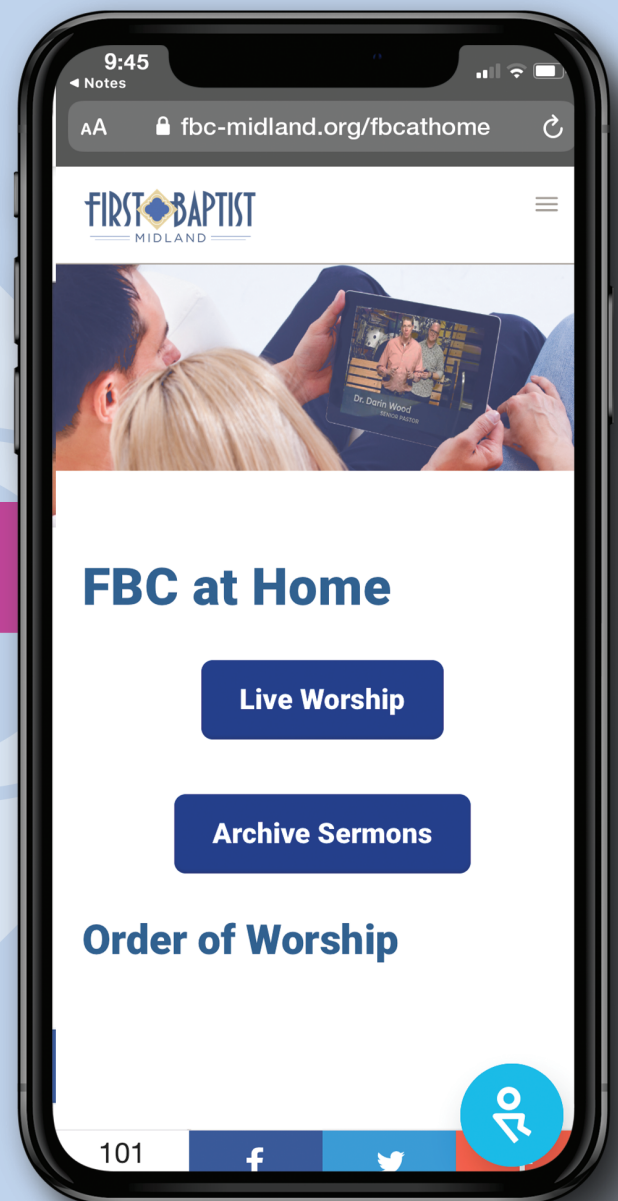 9:45
◀ Notes
AA fbc-midland.org/fbcathome
FIRST BAPTIST
MIDLAND
Dr. Darin Wood
SENIOR PASTOR
FBC at Home
Live Worship
Archive Sermons
Order of Worship
101